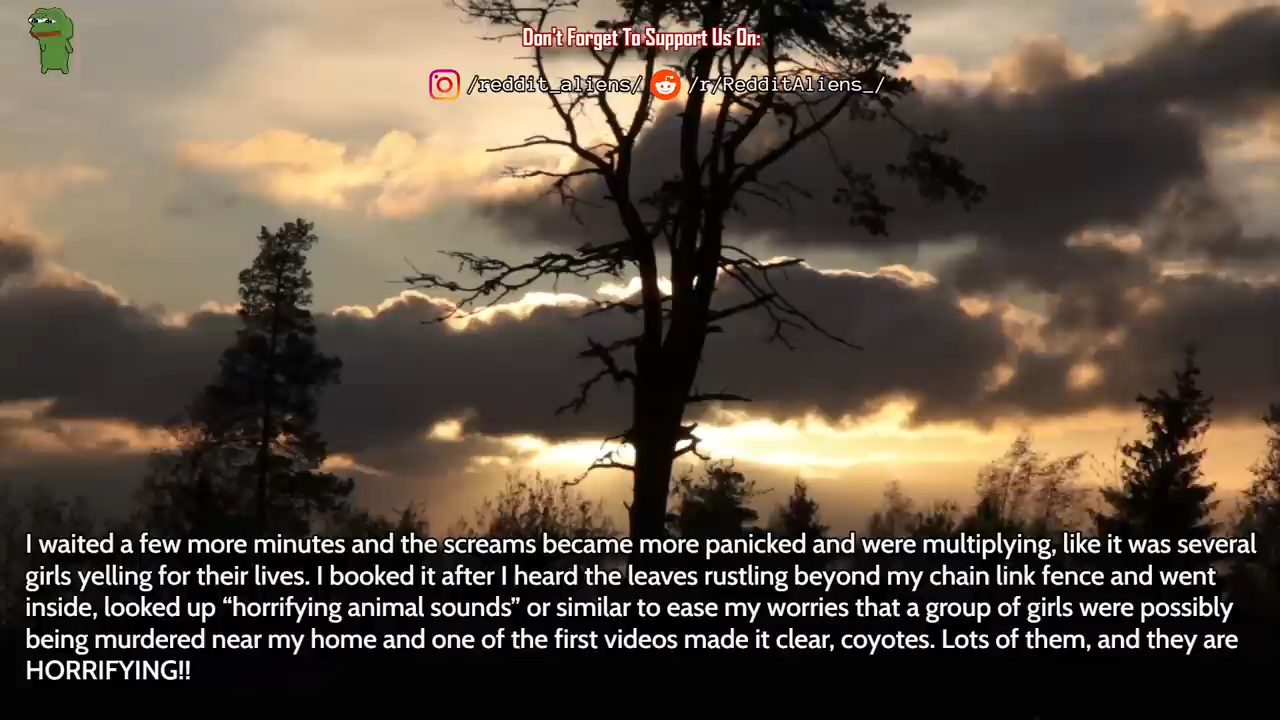 Don't Forget To Support Us On:
/reddit_aliens/ /r/RedditAliens_/
I waited a few more minutes and the screams became more panicked and were multiplying, like it was several
girls yelling for their lives. I booked it after I heard the leaves rustling beyond my chain link fence and went
inside, looked up “horrifying animal sounds” or similar to ease my worries that a group of girls were possibly
being murdered near my home and one of the first videos made it clear, coyotes. Lots of them, and they are
HORRIFYING!!